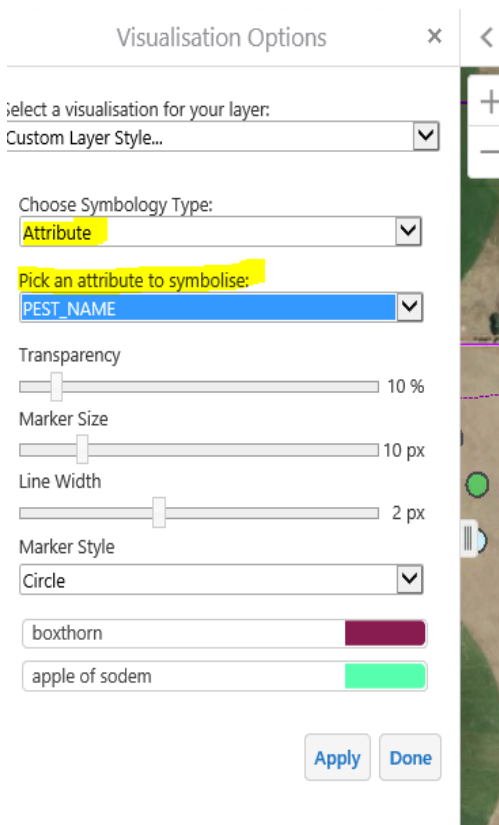 Visualisation Options ×
Select a visualisation for your layer:
Custom Layer Style...
Choose Symbology Type:
Attribute
Pick an attribute to symbolise:
PEST_NAME
Transparency
10 %
Marker Size
10 px
Line Width
2 px
Marker Style
Circle
boxthorn
apple of sodem
Apply Done